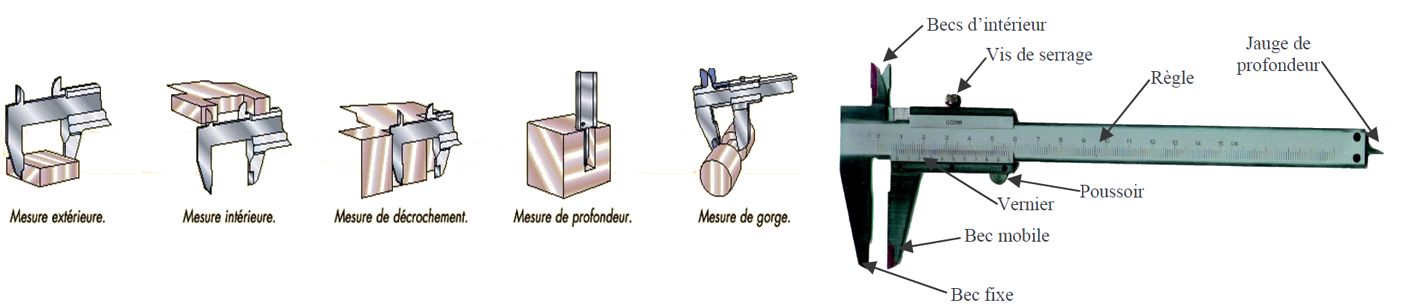 Becs d’intérieur
Vis de serrage
Jauge de
profondeur
Règle
0 1 2 3 4 5 6 7 8 9 10 11 12 13 14 15 cm
Poussoir
Vernier
Bec mobile
Bec fixe
Mesure extérieure.
Mesure intérieure.
Mesure de décrochement.
Mesure de profondeur.
Mesure de gorge.